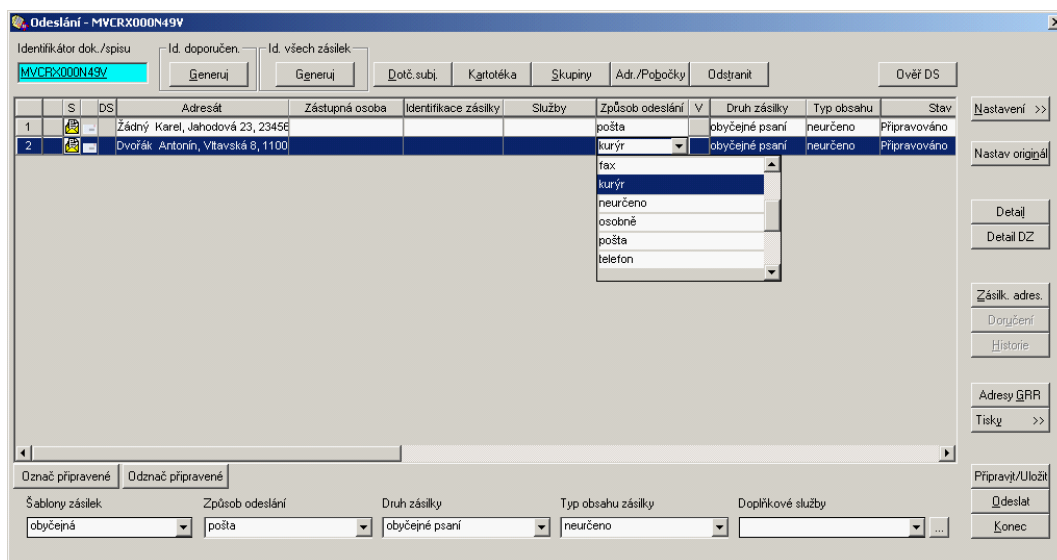 Odeslání - MVCRX000N49V
Identifikátor dok./spisu
Id. doporučen.
Id. všech zásilek
MVCRX000N49V
Generuj
Generuj
Dotč.subj.
Kartotéka
Skupiny
Adr./Pobočky
Odstranit
Ověř DS
S DS Adresát Zástupná osoba Identifikace zásilky Služby Způsob odeslání V Druh zásilky Typ obsahu Stav
1 Žádný Karel, Jahodová 23, 23456 pošta obyčejné psaní neurčeno Připravováno
2 Dvořák Antonín, Vltavská 8, 1100 kurýr obyčejné psaní neurčeno Připravováno
fax
kurýr
neurčeno
osobně
pošta
telefon
Nastavení >>
Nastav originál
Detail
Detail DZ
Zásilk. adres.
Doručení
Historie
Adresy GRR
Tisky >>
Označ připravené
Odznač připravené
Připravit/Uložit
Odeslat
Konec
Šablony zásilek
Způsob odeslání
Druh zásilky
Typ obsahu zásilky
Doplňkové služby
obyčejná
pošta
obyčejné psaní
neurčeno
...